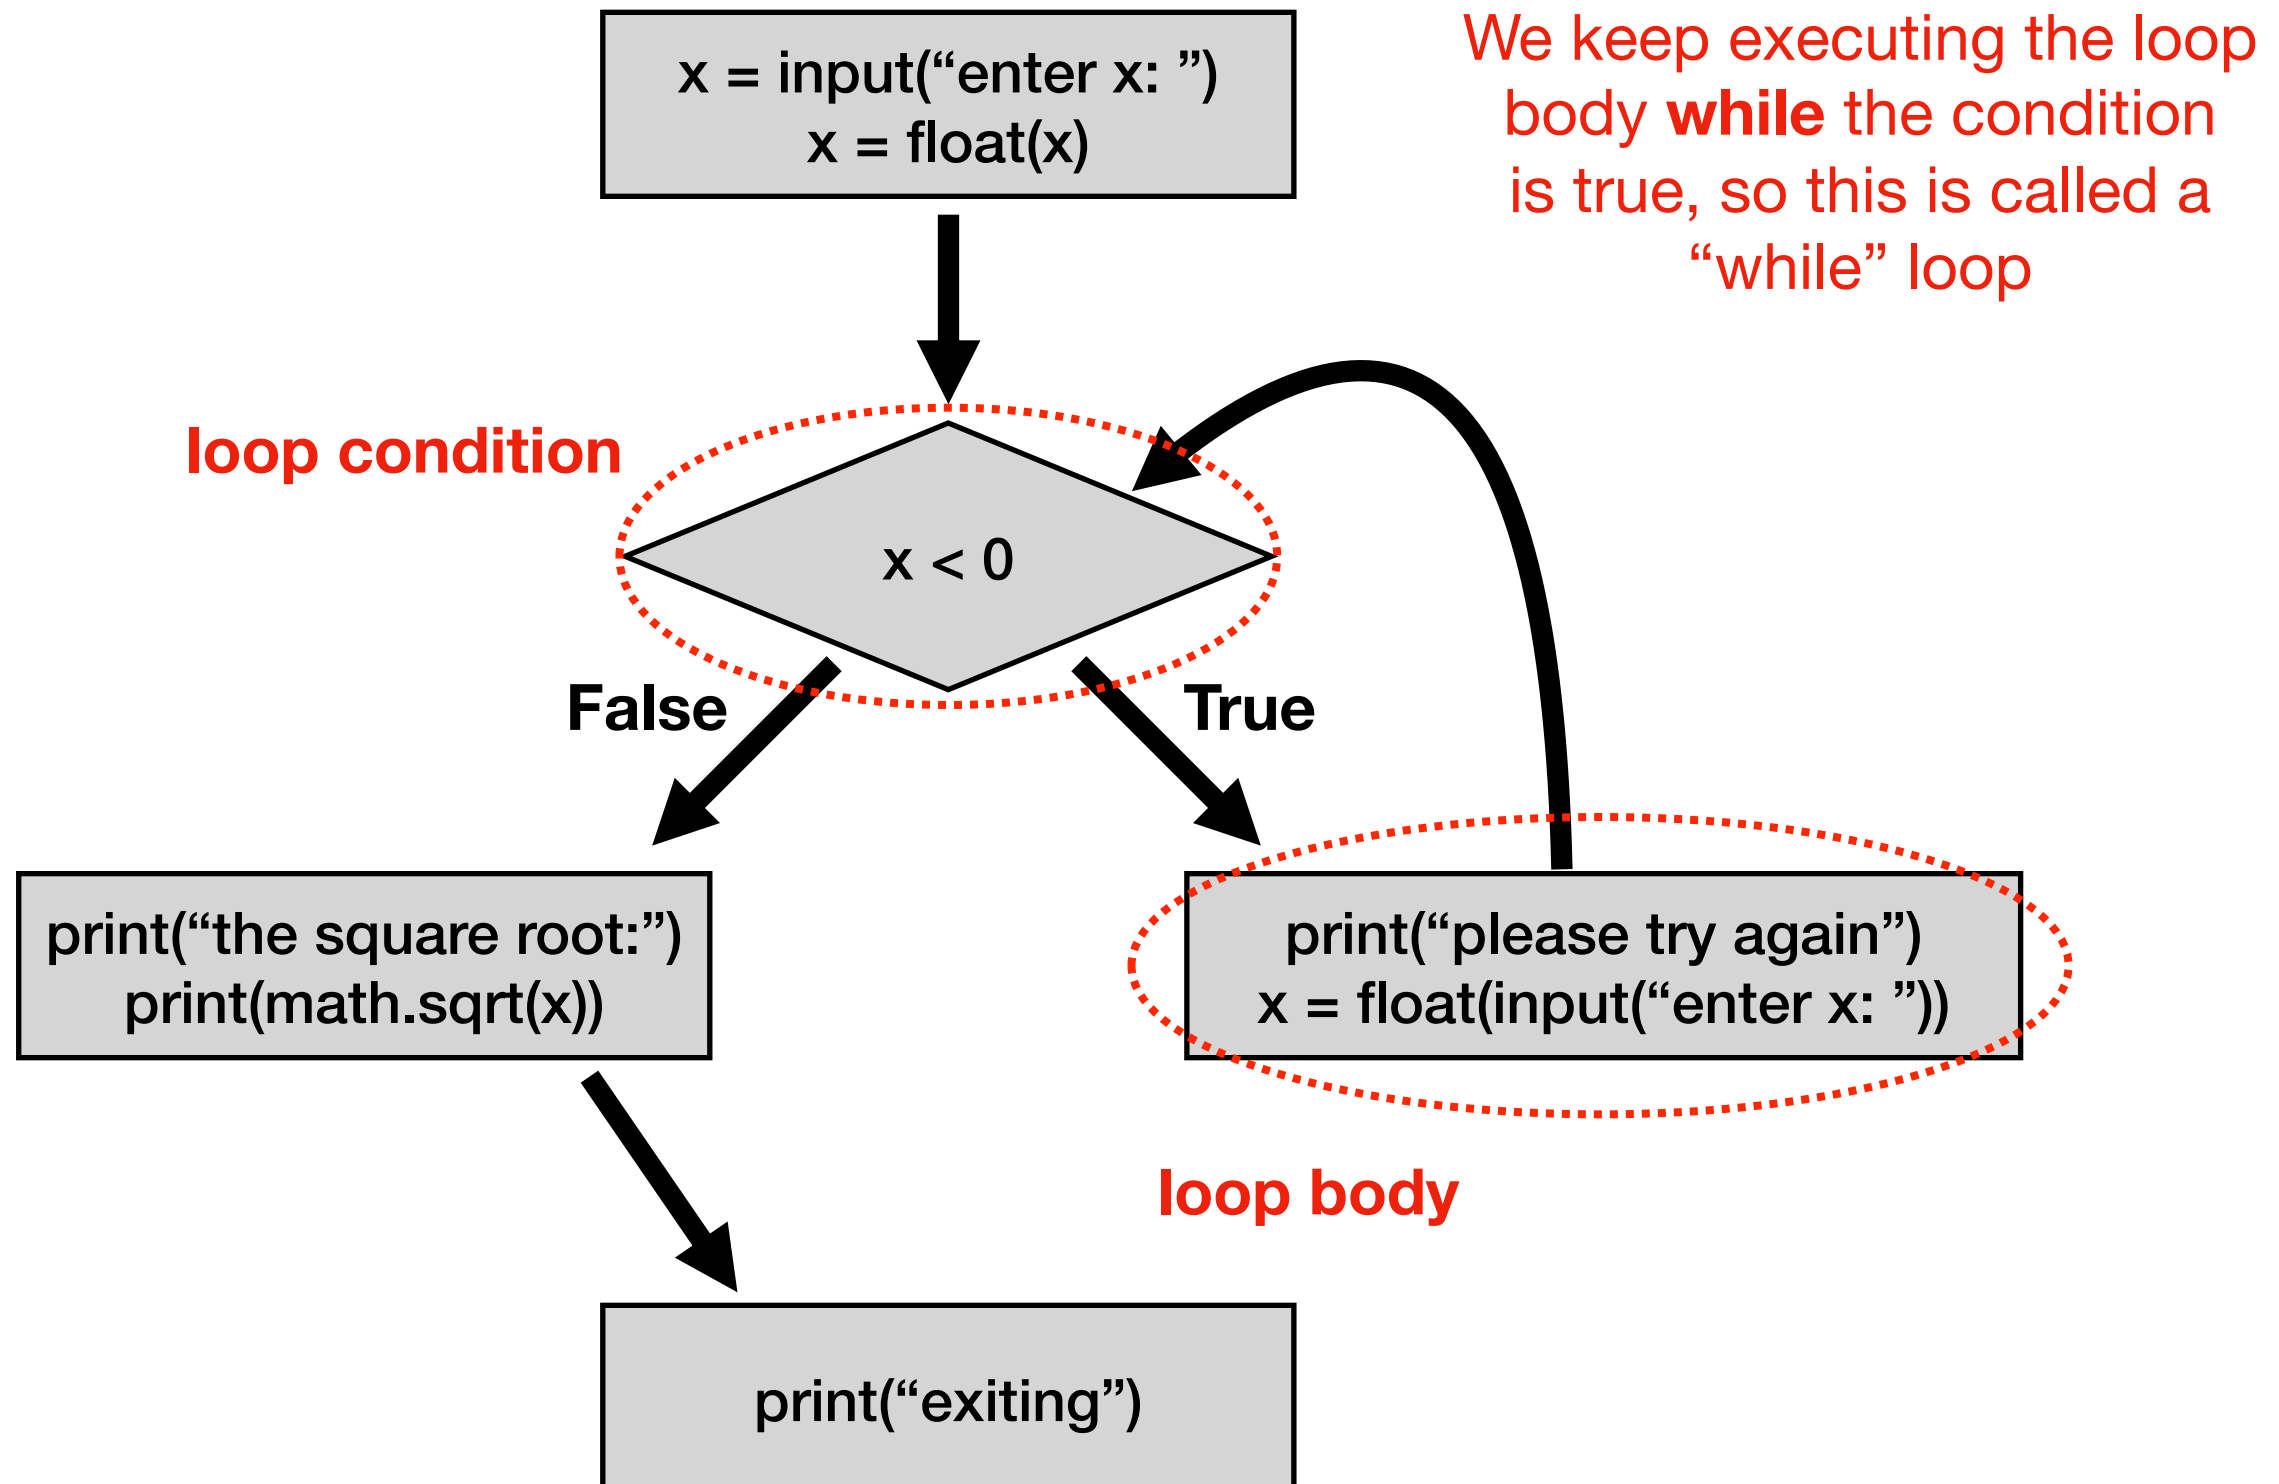 x = input(“enter x: ”)
x = float(x)
We keep executing the loop
body while the condition
is true, so this is called a
“while” loop
loop condition
x < 0
False
True
print(“the square root:”)
print(math.sqrt(x))
print(“please try again”)
x = float(input(“enter x: ”))
loop body
print(“exiting”)